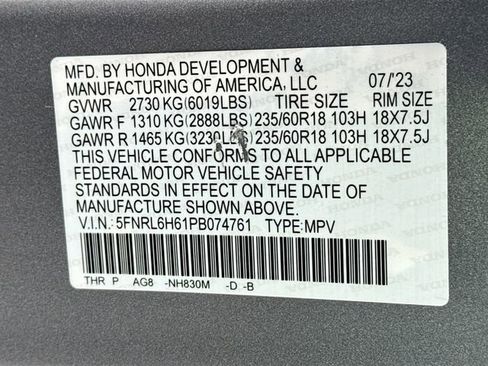 MFD. BY HONDA DEVELOPMENT &
MANUFACTURING OF AMERICA, LLC 07/23
GVWR 2730 KG(6019LBS) TIRE SIZE RIM SIZE
GAWR F 1310 KG(2888LBS) 235/60R18 103H 18X7.5J
GAWR R 1465 KG(3230LBS) 235/60R18 103H 18X7.5J
THIS VEHICLE CONFORMS TO ALL APPLICABLE
FEDERAL MOTOR VEHICLE SAFETY
STANDARDS IN EFFECT ON THE DATE OF
MANUFACTURE SHOWN ABOVE.
V.I.N.: 5FNRL6H61PB074761 TYPE: MPV
THR P AG8 -NH830M -D -B